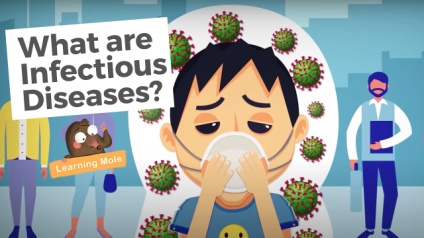 What are
Infectious
Diseases?
Learning Mole